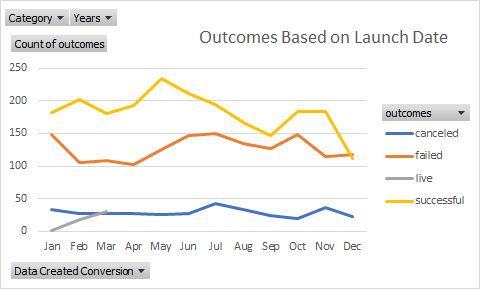 Category Years
Count of outcomes
Outcomes Based on Launch Date
250
200
150
100
50
0
Jan Feb Mar Apr May Jun Jul Aug Sep Oct Nov Dec
outcomes
canceled
failed
live
successful
Data Created Conversion